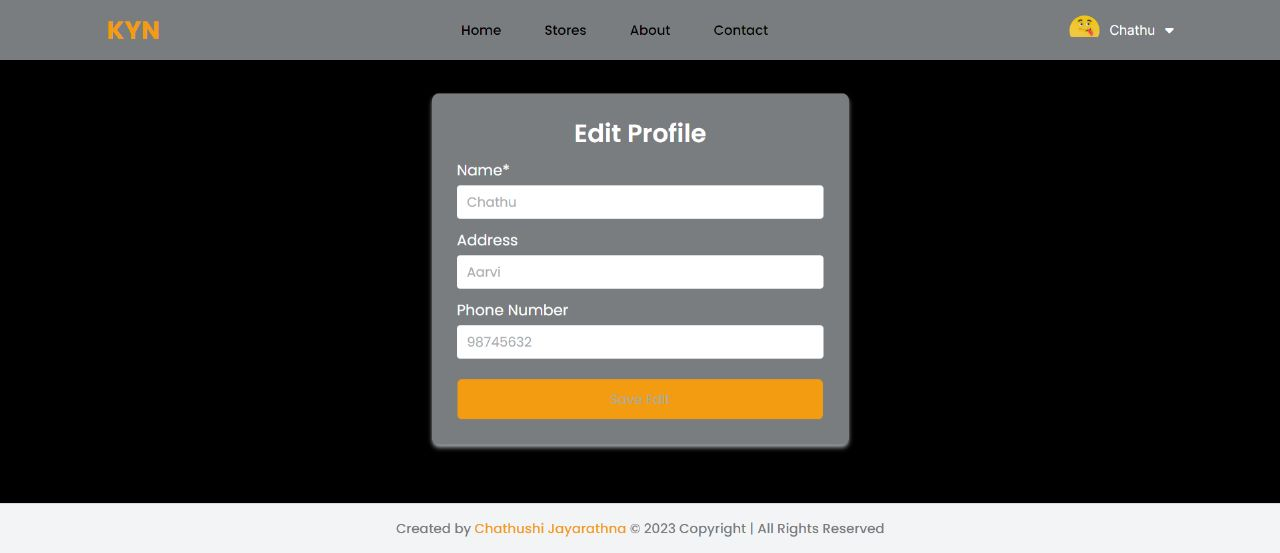 KYN
Home Stores About Contact
Chathu
Edit Profile
Name*
Chathu
Address
Aarvi
Phone Number
98745632
Save Edit
Created by Chathushi Jayarathna © 2023 Copyright | All Rights Reserved